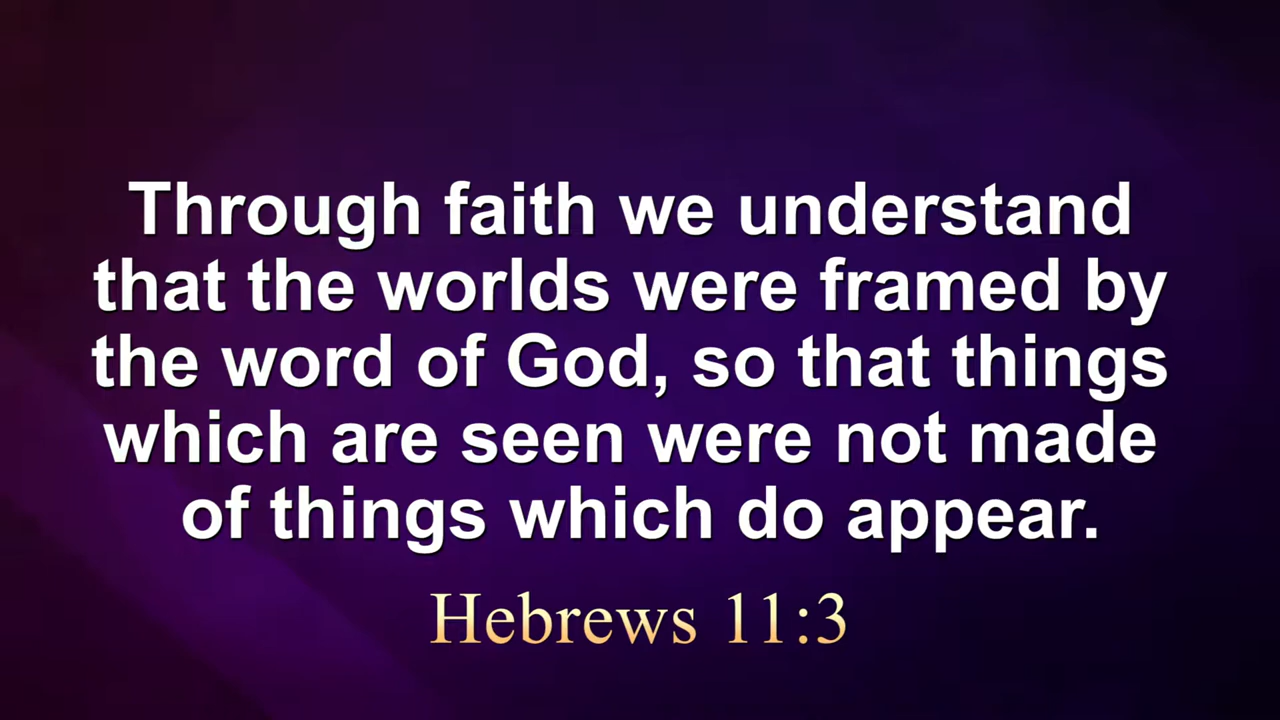 Through faith we understand
that the worlds were framed by
the word of God, so that things
which are seen were not made
of things which do appear.
Hebrews 11:3